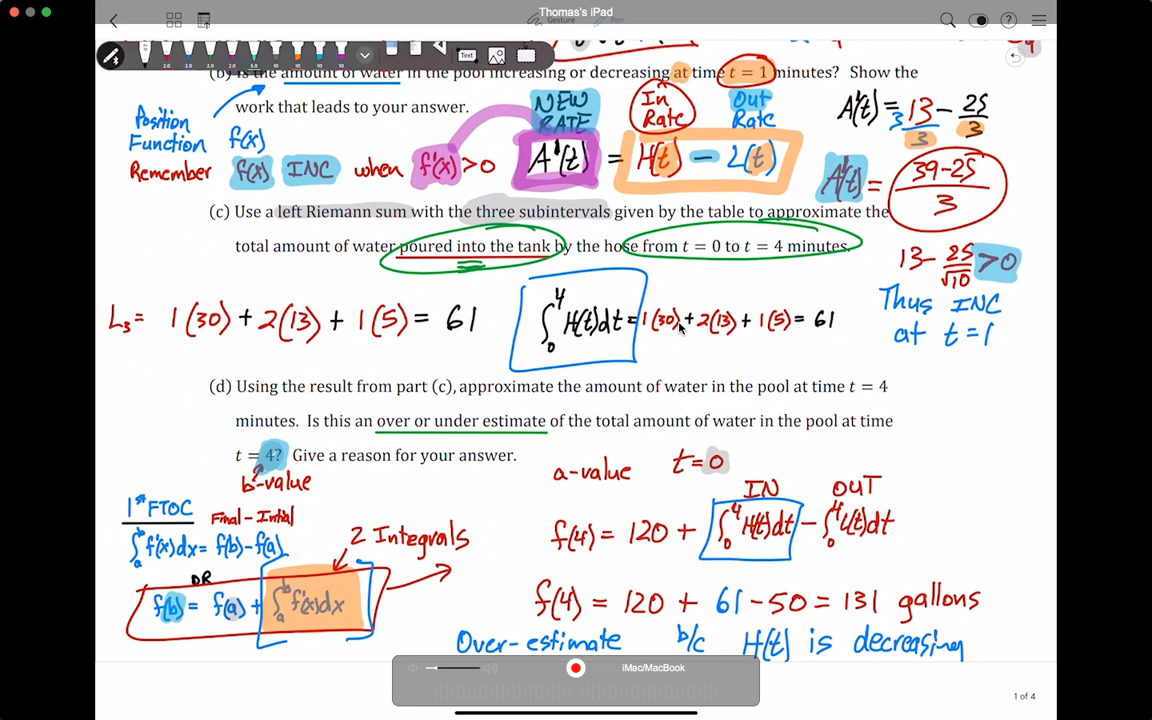 Thomas's iPad
Gesture Pen
Text
(b) Is the amount of water in the pool increasing or decreasing at time t = 1 minutes? Show the
work that leads to your answer.
Position
Function f(x)
Remember f(x) INC when f'(x) > 0
NEW RATE
In Rate
Out Rate
A'(t) = H(t) - L(t)
A'(t) = 13 - 25/3
3 3
A'(t) = 39-25/3
13 - 25/√10 > 0
Thus INC
at t = 1
(c) Use a left Riemann sum with the three subintervals given by the table to approximate the
total amount of water poured into the tank by the hose from t = 0 to t = 4 minutes.
L₃ = 1(30) + 2(13) + 1(5) = 61
∫₀⁴ H(t)dt = 1(30) + 2(13) + 1(5) = 61
(d) Using the result from part (c), approximate the amount of water in the pool at time t = 4
minutes. Is this an over or under estimate of the total amount of water in the pool at time
t = 4? Give a reason for your answer.
b-value
a-value t = 0
1st FTOC
Final - Intial
∫ₐᵇ f'(x)dx = f(b) - f(a)
OR
f(b) = f(a) + ∫ₐᵇ f'(x)dx
2 Integrals
IN OUT
f(4) = 120 + ∫₀⁴ H(t)dt - ∫₀⁴ L(t)dt
f(4) = 120 + 61 - 50 = 131 gallons
Over-estimate b/c H(t) is decreasing
iMac/MacBook
1 of 4